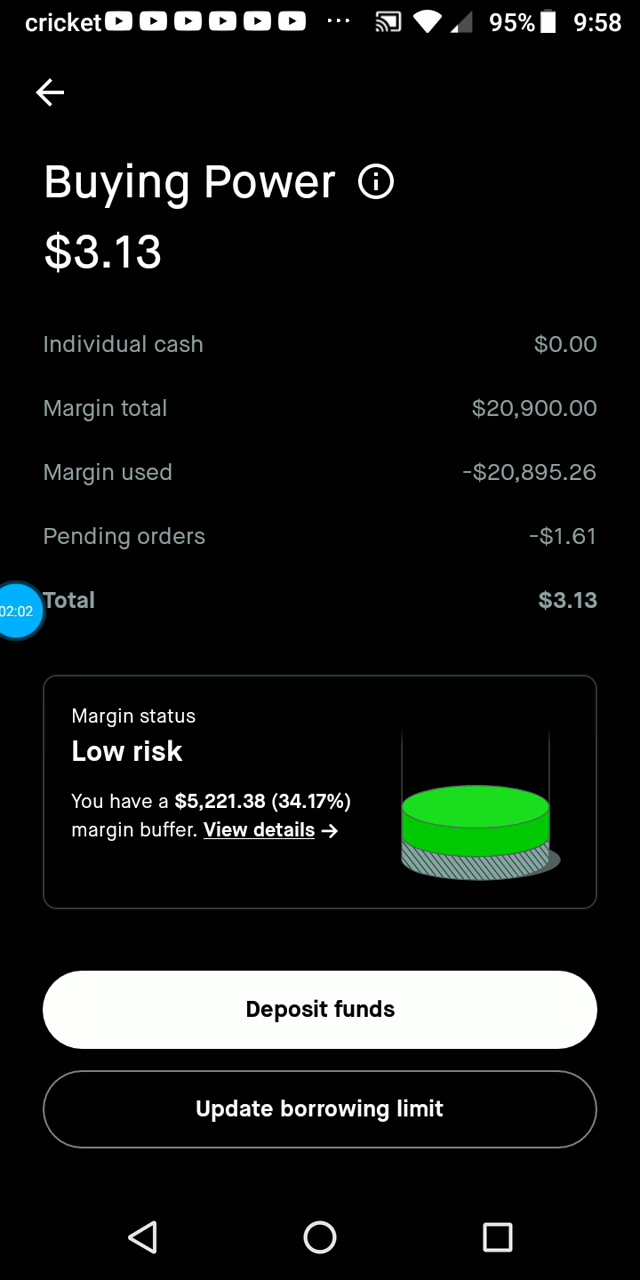 cricket ... 95% 9:58
Buying Power
$3.13
Individual cash $0.00
Margin total $20,900.00
Margin used -$20,895.26
Pending orders -$1.61
02:02 Total $3.13
Margin status
Low risk
You have a $5,221.38 (34.17%)
margin buffer. View details →
Deposit funds
Update borrowing limit